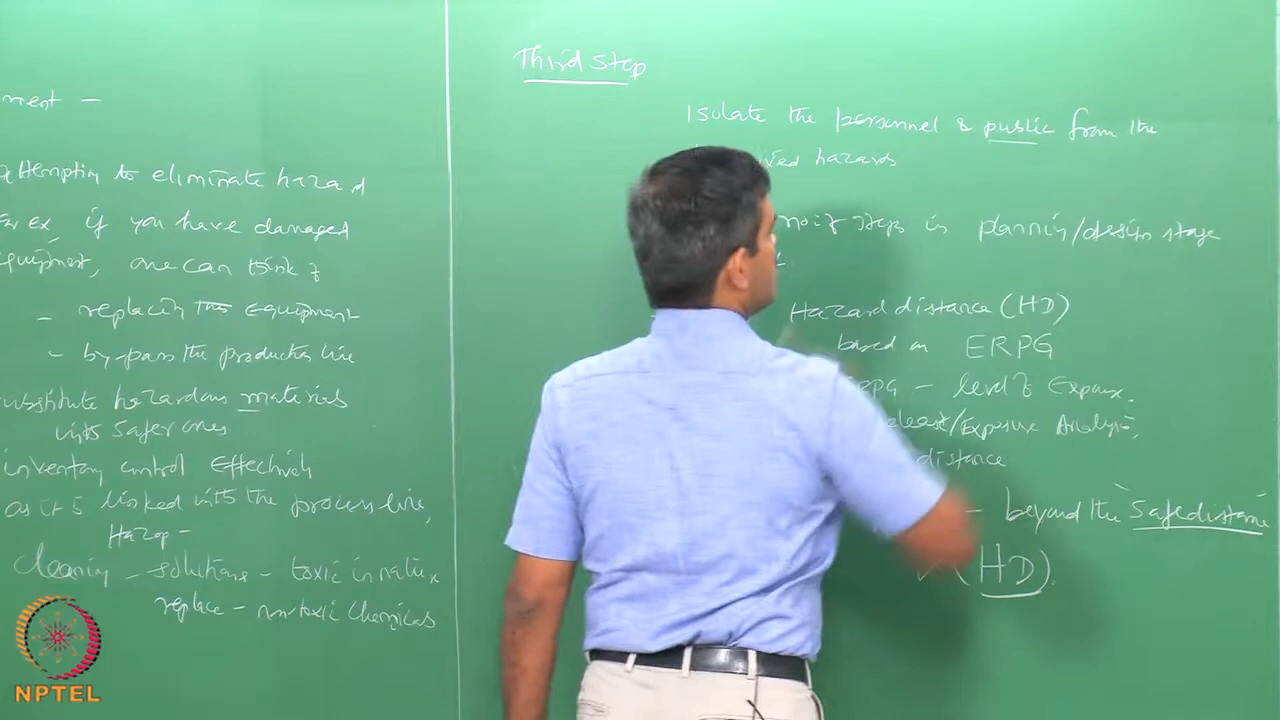 ment -
attempting to eliminate hazard
For ex if you have damaged
equipment, one can think of
- replacing the equipment
- by-pass the production line
substitute hazardous materials
into safer ones
inventory control Effectively
as it is linked with the process line,
Hazop -
Cleaning - solutions - toxic in nature
replace - non-toxic chemicals
Third Step
Isolate the personnel & public from the
hazards
steps in planning/design stage
Hazard distance (HD)
based on ERPG
ERPG - level of Exposure.
Release/Exposure Analysis,
distance
- beyond the safe distance
(HD).
NPTEL